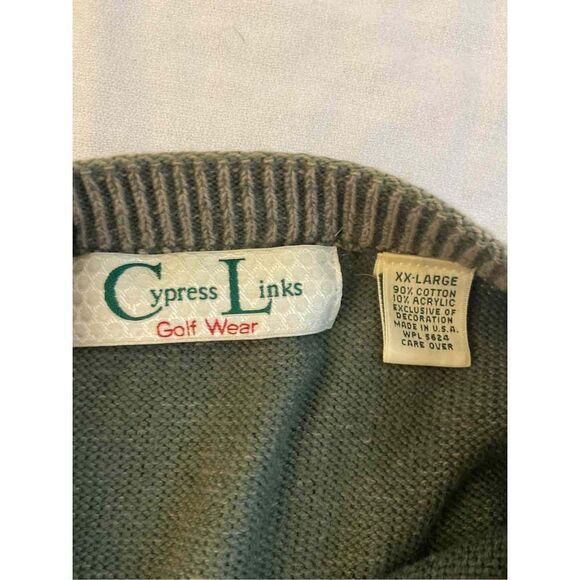 Cypress Links
Golf Wear
XX-LARGE
90% COTTON
10% ACRYLIC
EXCLUSIVE OF
DECORATION
MADE IN U.S.A.
WPL 5624
CARE OVER